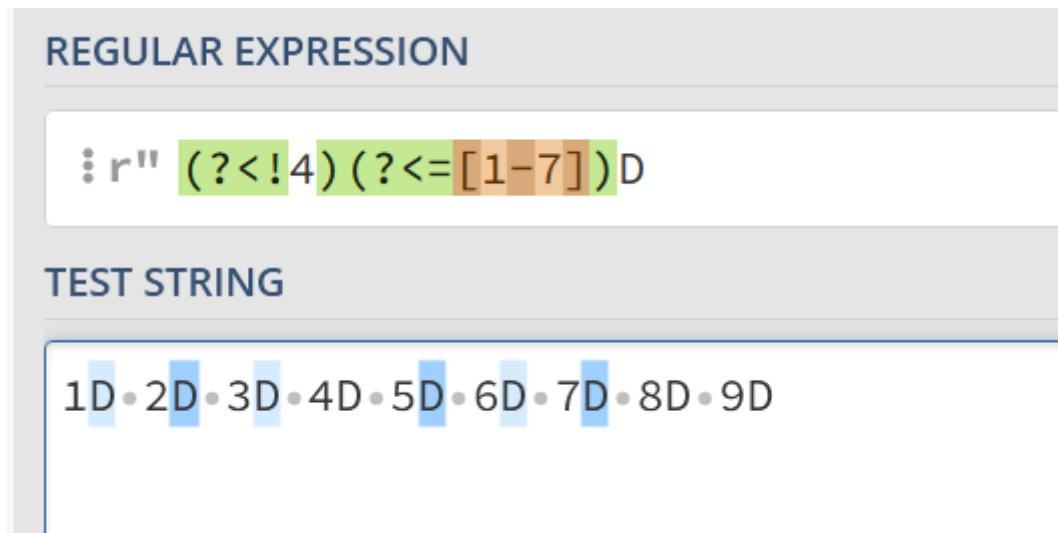 REGULAR EXPRESSION
r" (?<!4)(?<=[1-7])D
TEST STRING
1D·2D·3D·4D·5D·6D·7D·8D·9D